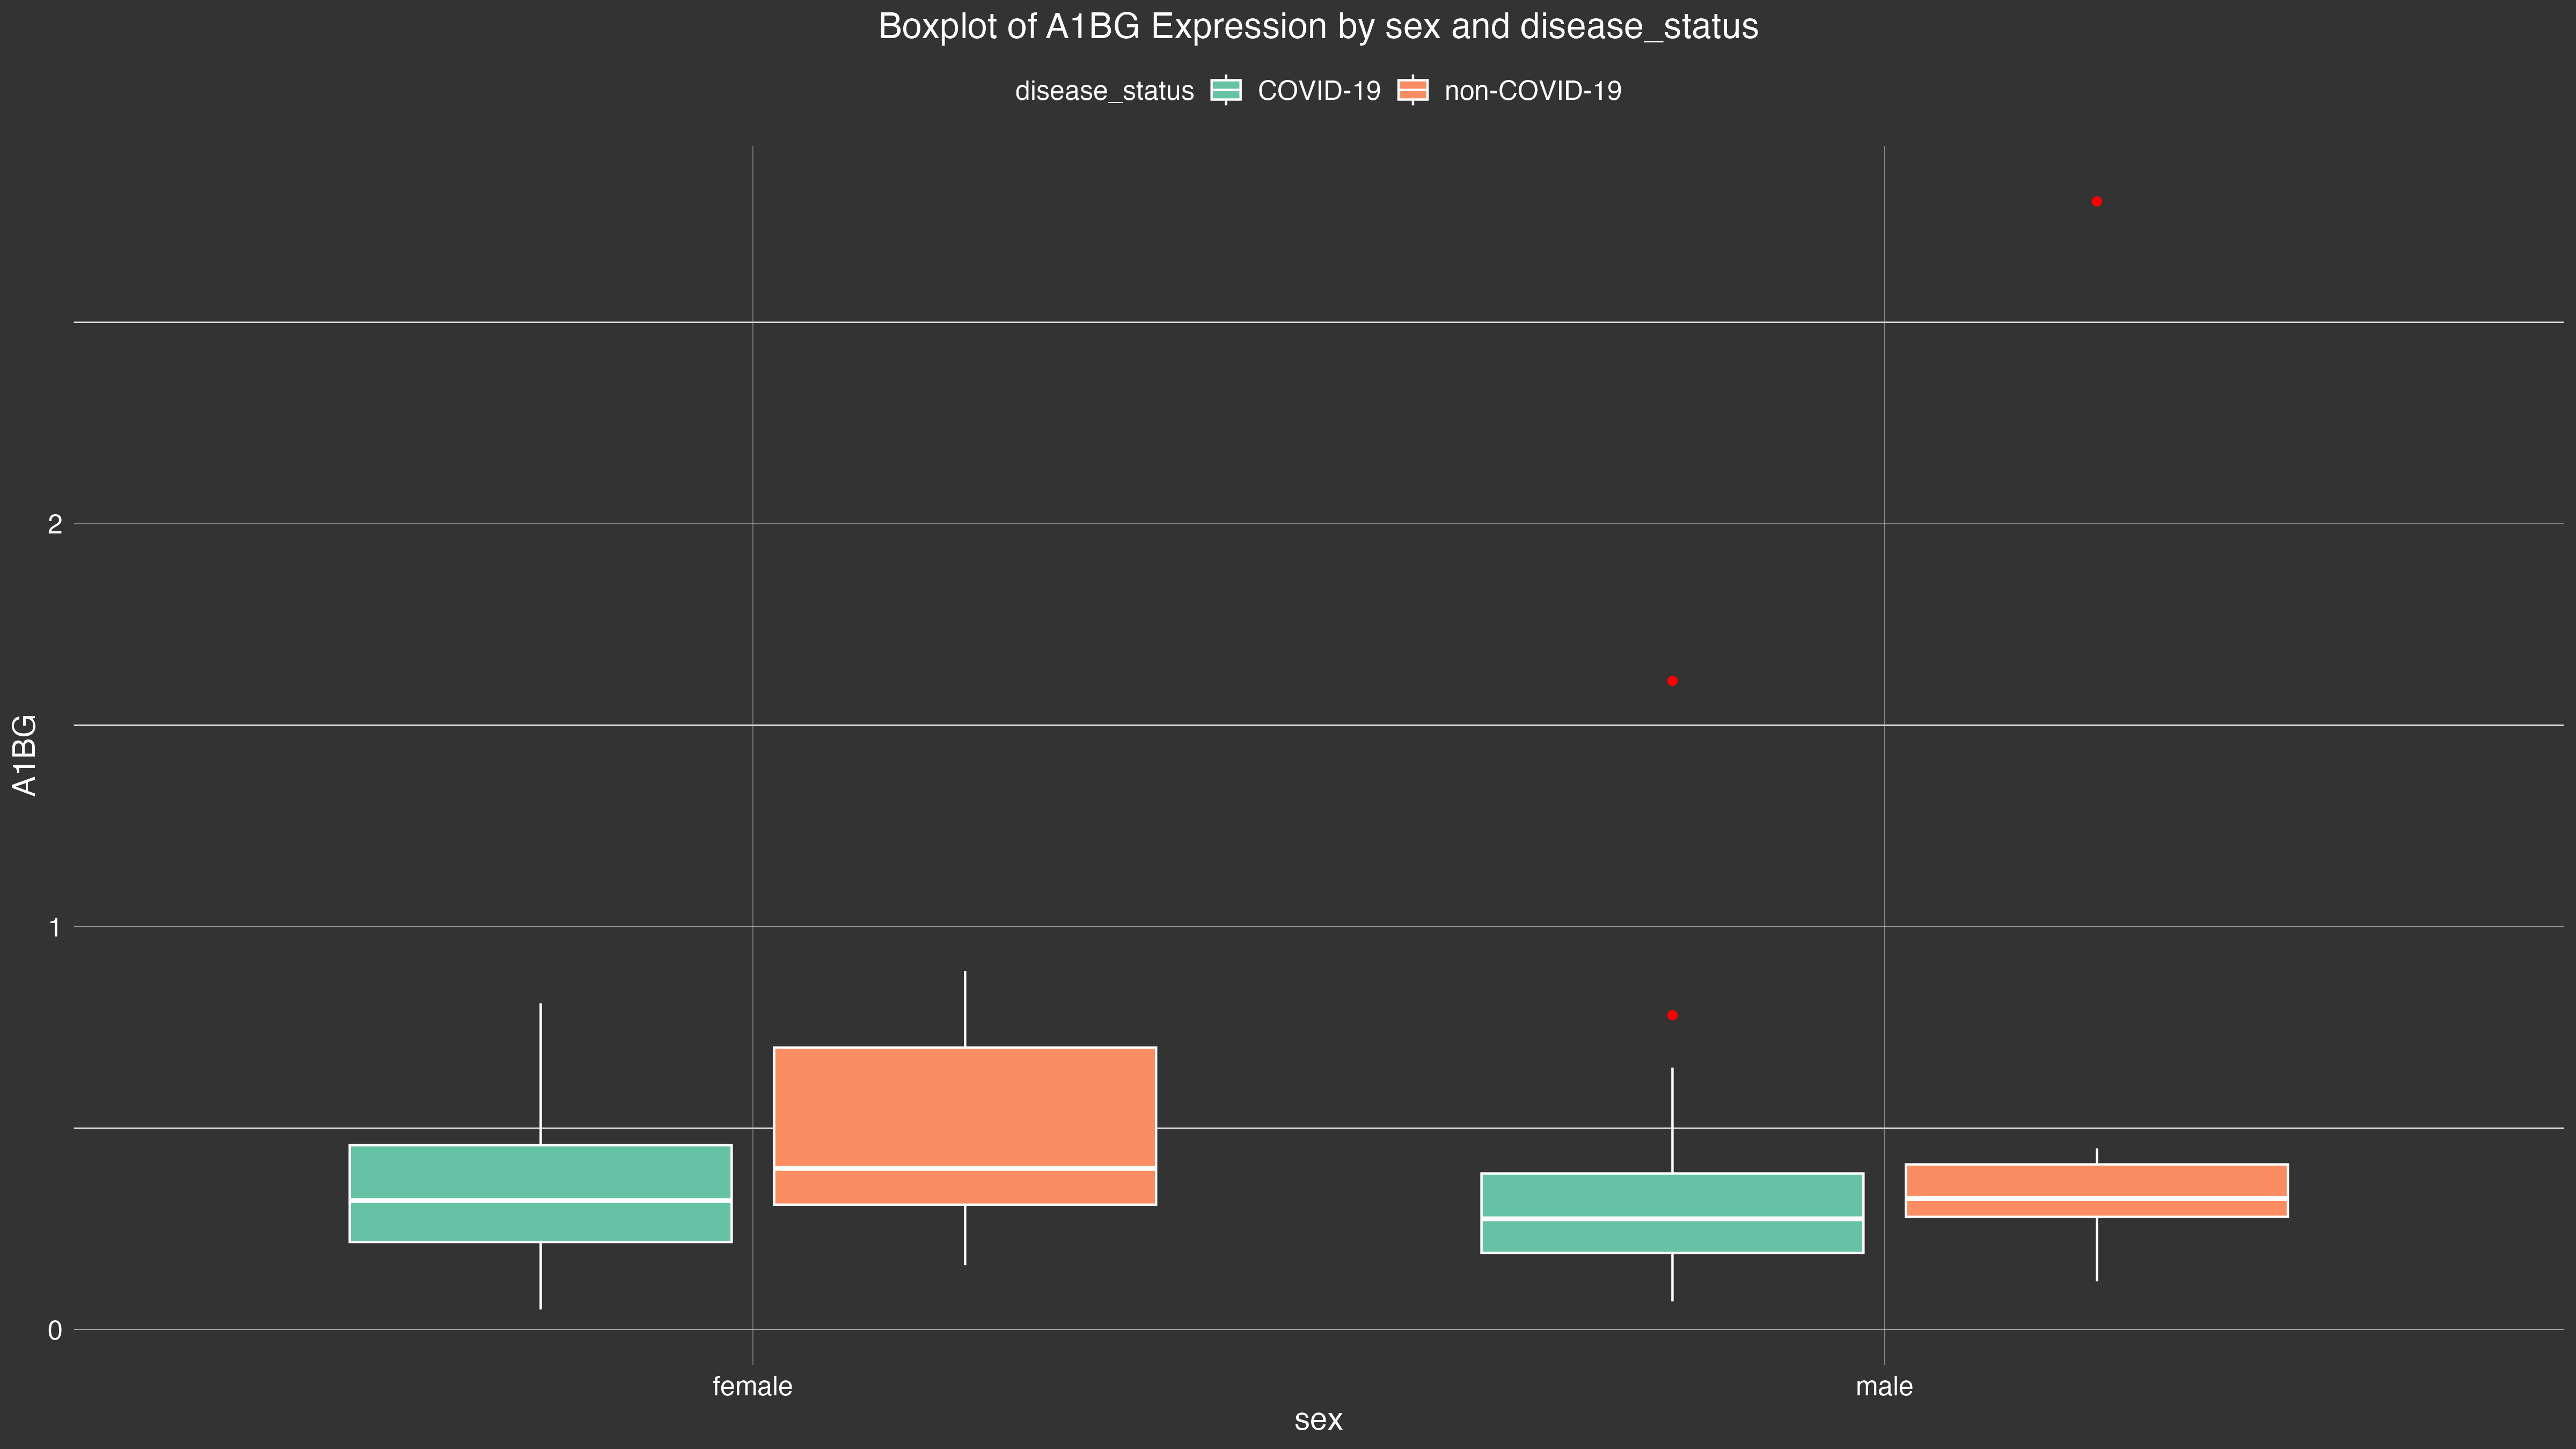 Boxplot of A1BG Expression by sex and disease_status
disease_status COVID-19 non-COVID-19
A1BG
2
1
0
female male
sex